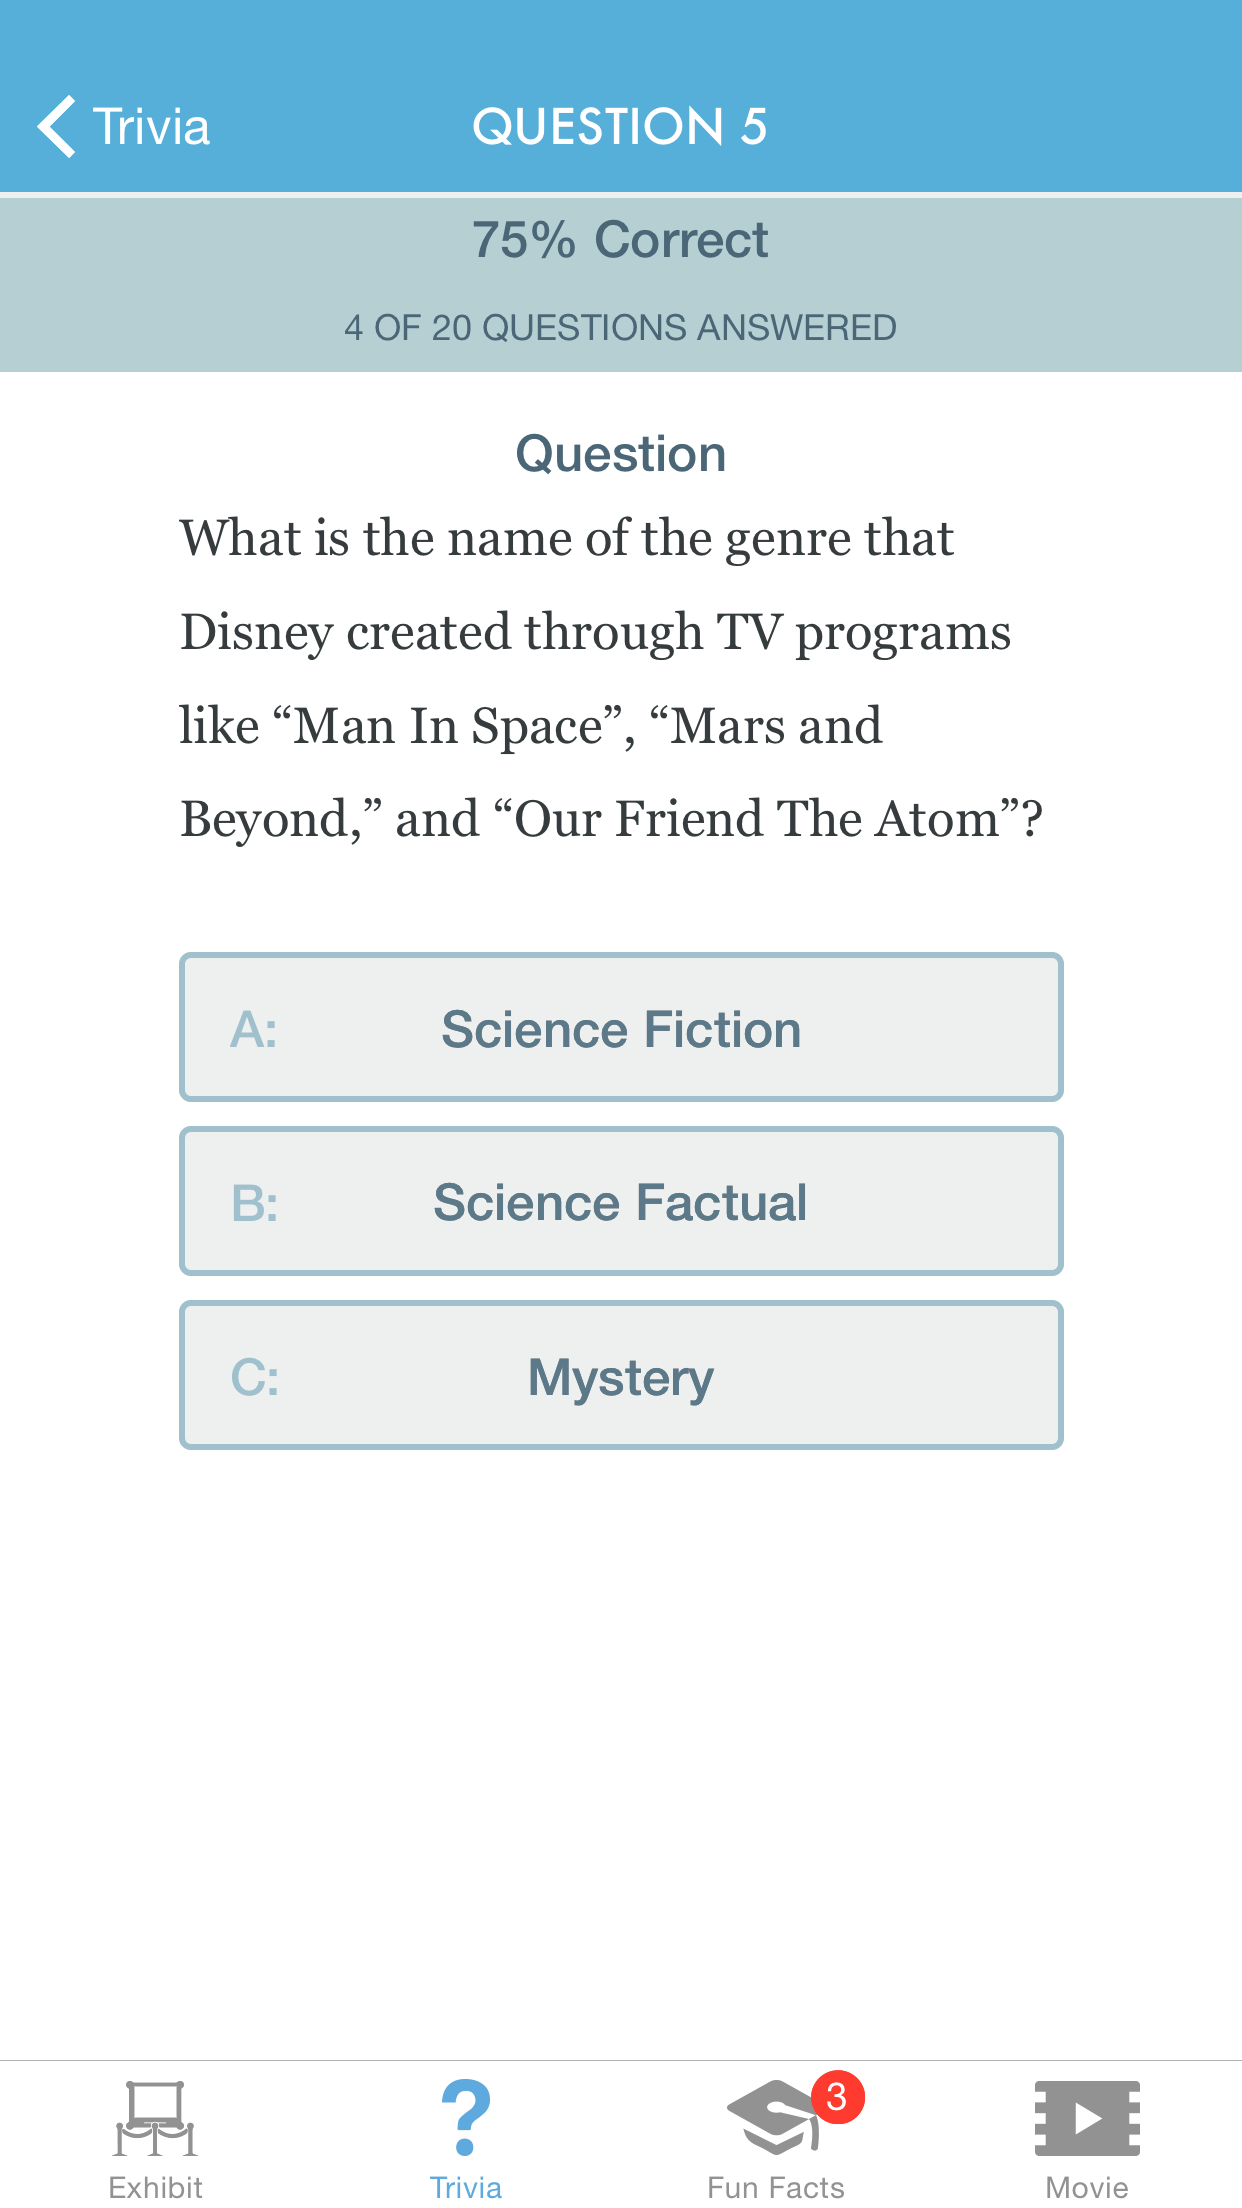 Trivia
QUESTION 5
75% Correct
4 OF 20 QUESTIONS ANSWERED
Question
What is the name of the genre that
Disney created through TV programs
like “Man In Space”, “Mars and
Beyond,” and “Our Friend The Atom”?
A: Science Fiction
B: Science Factual
C: Mystery
3
Exhibit
Trivia
Fun Facts
Movie